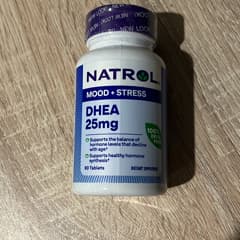 NATROL
MOOD + STRESS
DHEA
25mg
Supports the balance of
hormone levels that decline
with age†
Supports healthy hormone
synthesis†
90 Tablets
DIETARY SUPPLEMENT
100%